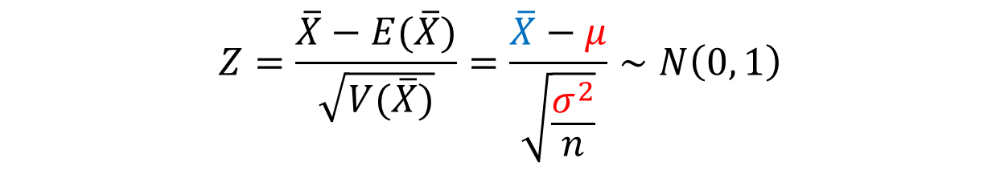 Z = (X̄ − E(X̄)) / √V(X̄) = (X̄ − μ) / √(σ²/n) ~ N(0, 1)